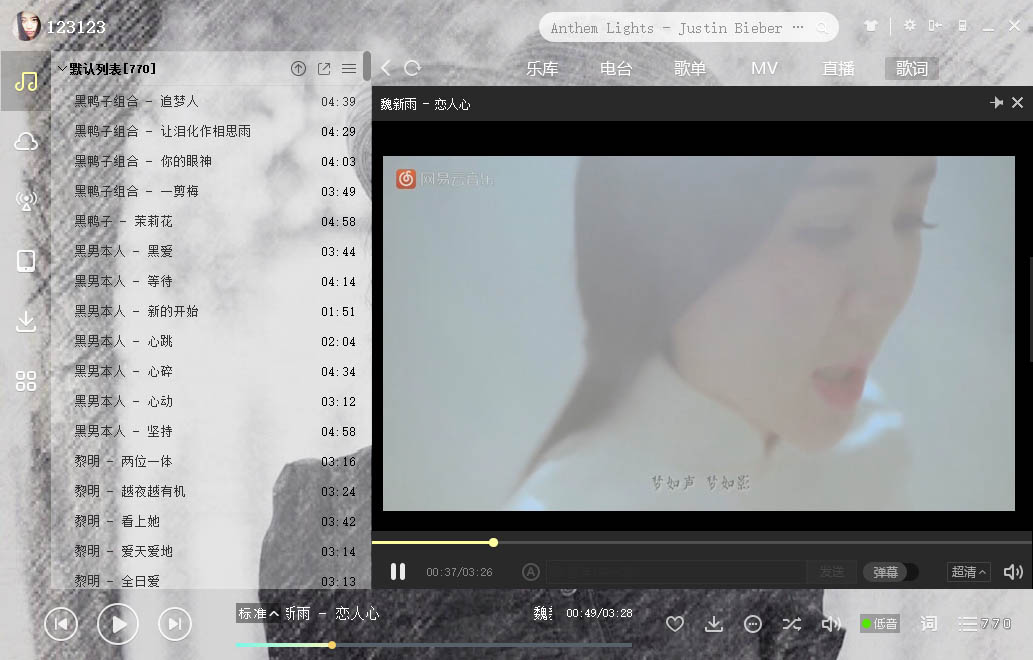 123123
Anthem Lights - Justin Bieber ···
乐库 电台 歌单 MV 直播 歌词
默认列表[770]
魏新雨 - 恋人心
黑鸭子组合 - 追梦人 04:39
黑鸭子组合 - 让泪化作相思雨 04:29
黑鸭子组合 - 你的眼神 04:03
黑鸭子组合 - 一剪梅 03:49
黑鸭子 - 茉莉花 04:58
黑男本人 - 黑爱 03:44
黑男本人 - 等待 04:14
黑男本人 - 新的开始 01:51
黑男本人 - 心跳 02:04
黑男本人 - 心碎 04:34
黑男本人 - 心动 03:12
黑男本人 - 坚持 04:58
黎明 - 两位一体 03:16
黎明 - 越夜越有机 03:24
黎明 - 看上她 03:42
黎明 - 爱天爱地 03:14
黎明 - 全日爱 03:13
网易云音乐
梦如声 梦如影
00:37/03:26
A
发送
弹幕
超清
标准 新雨 - 恋人心 魏 00:49/03:28
低音
词
770